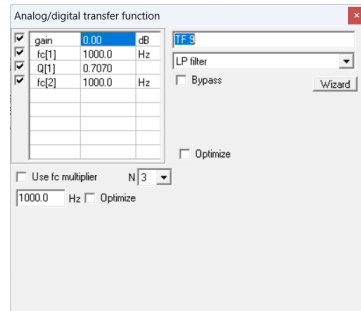 Analog/digital transfer function
gain 0.00 dB
fc[1] 1000.0 Hz
Q[1] 0.7070
fc[2] 1000.0 Hz
TF 9
LP filter
Bypass
Wizard
Optimize
Use fc multiplier N 3
1000.0 Hz Optimize